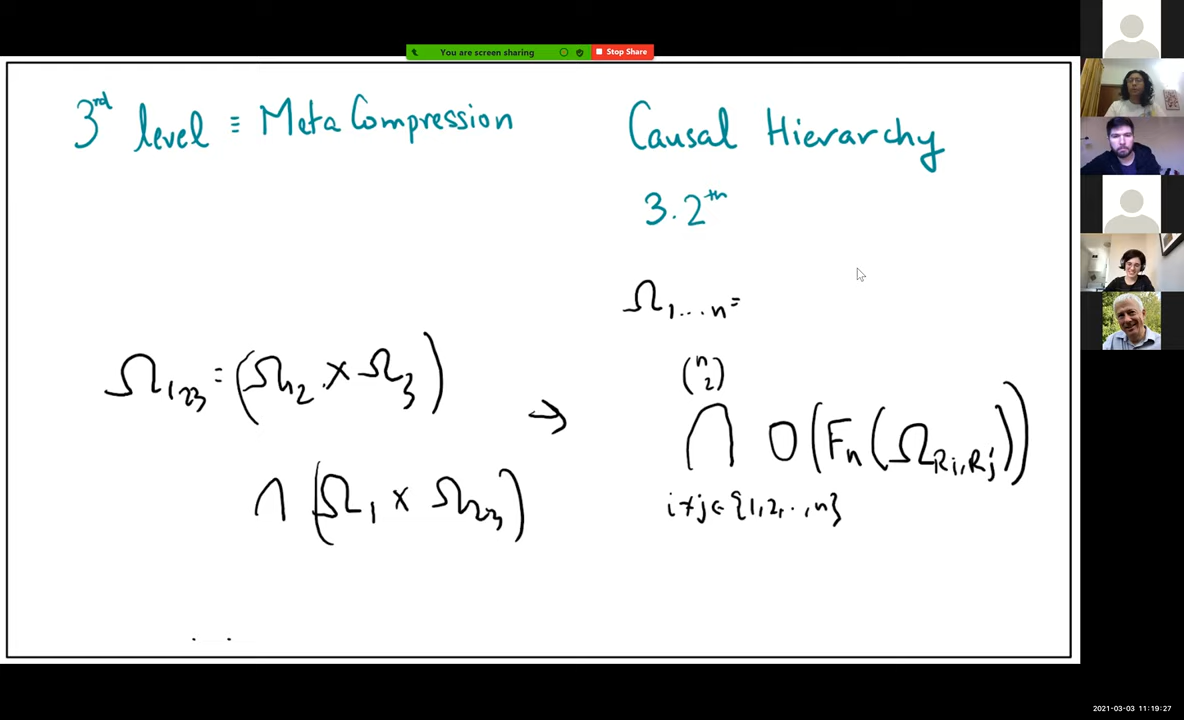 You are screen sharing
Stop Share
3rd level ≡ Meta Compression
Causal Hierarchy
3.2th
Ω1...n =
(n 2)
Ω123 = (Ω12 × Ω3)
→
∩ O(Fn(ΩRi,Rj))
∩ (Ω1 × Ω23)
i≠j∈{1,2,..,n}
2021-03-03 11:19:27